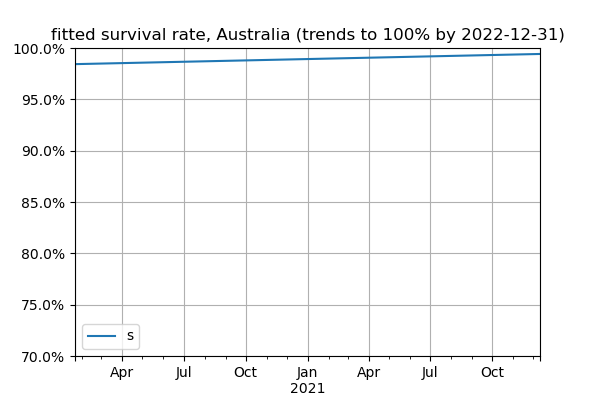 fitted survival rate, Australia (trends to 100% by 2022-12-31)
100.0%
95.0%
90.0%
85.0%
80.0%
75.0%
70.0%
s
Apr Jul Oct Jan Apr Jul Oct
2021